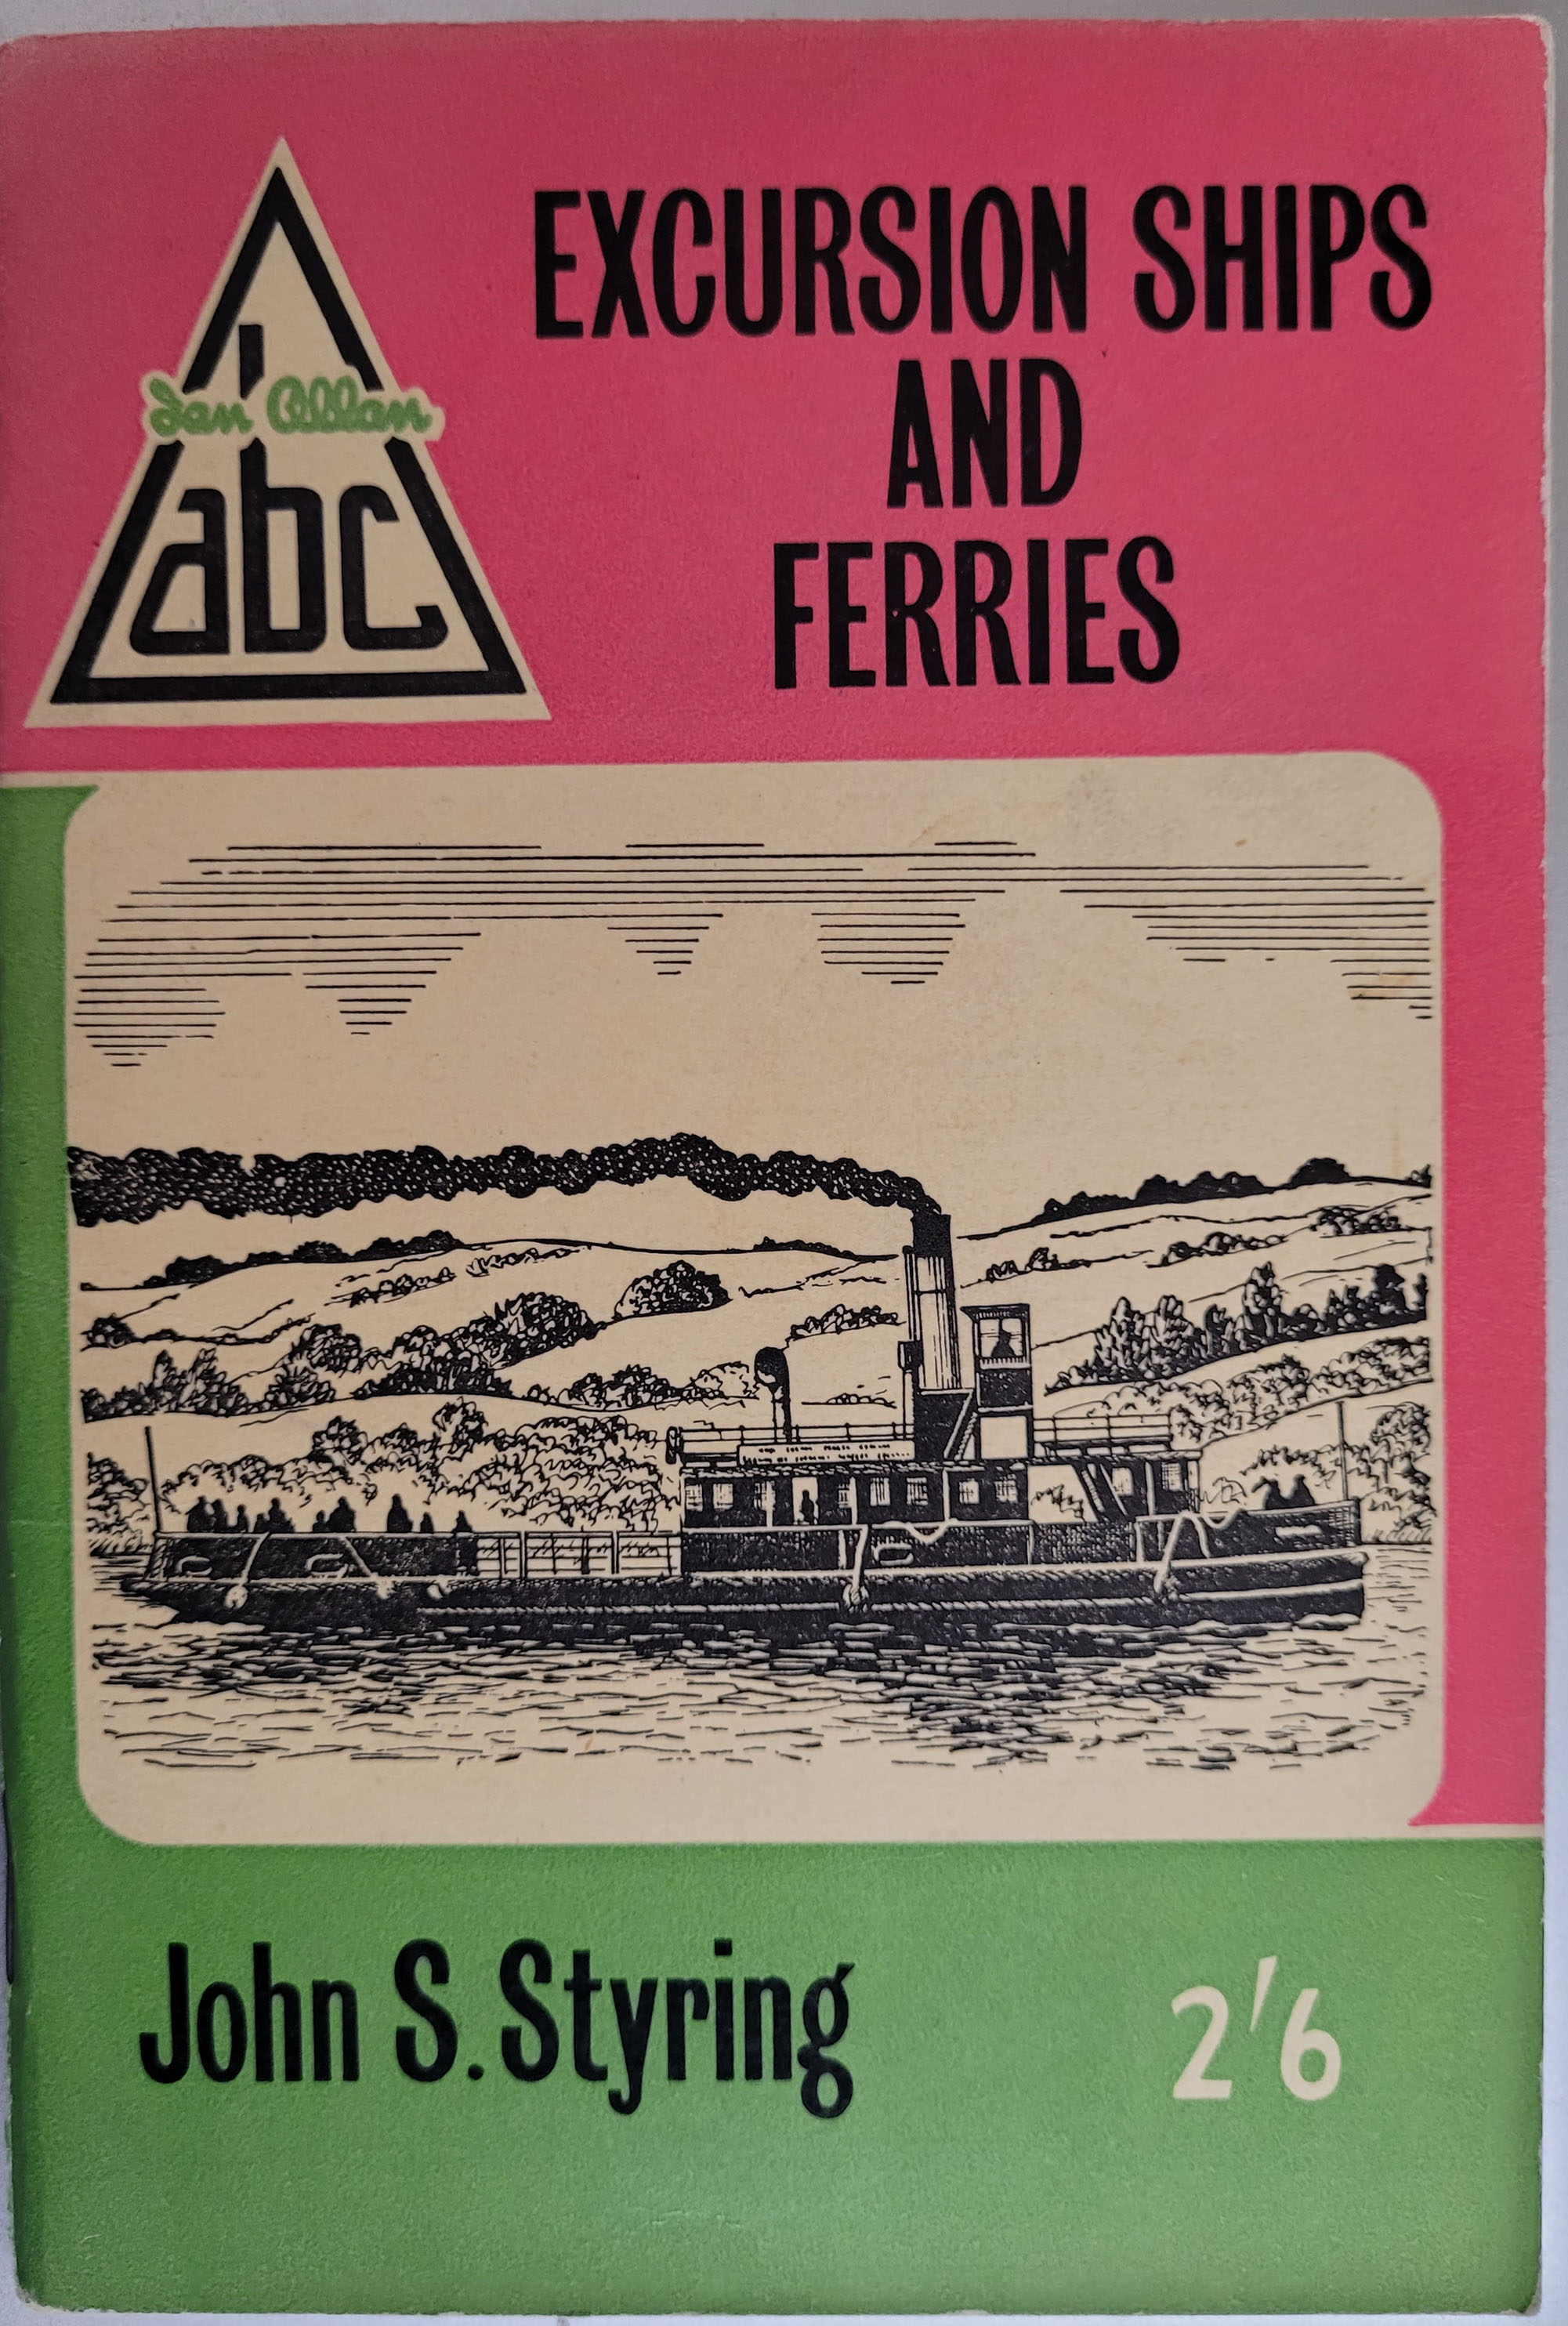 EXCURSION SHIPS
AND
FERRIES
Ian Allan
abc
John S. Styring
2'6